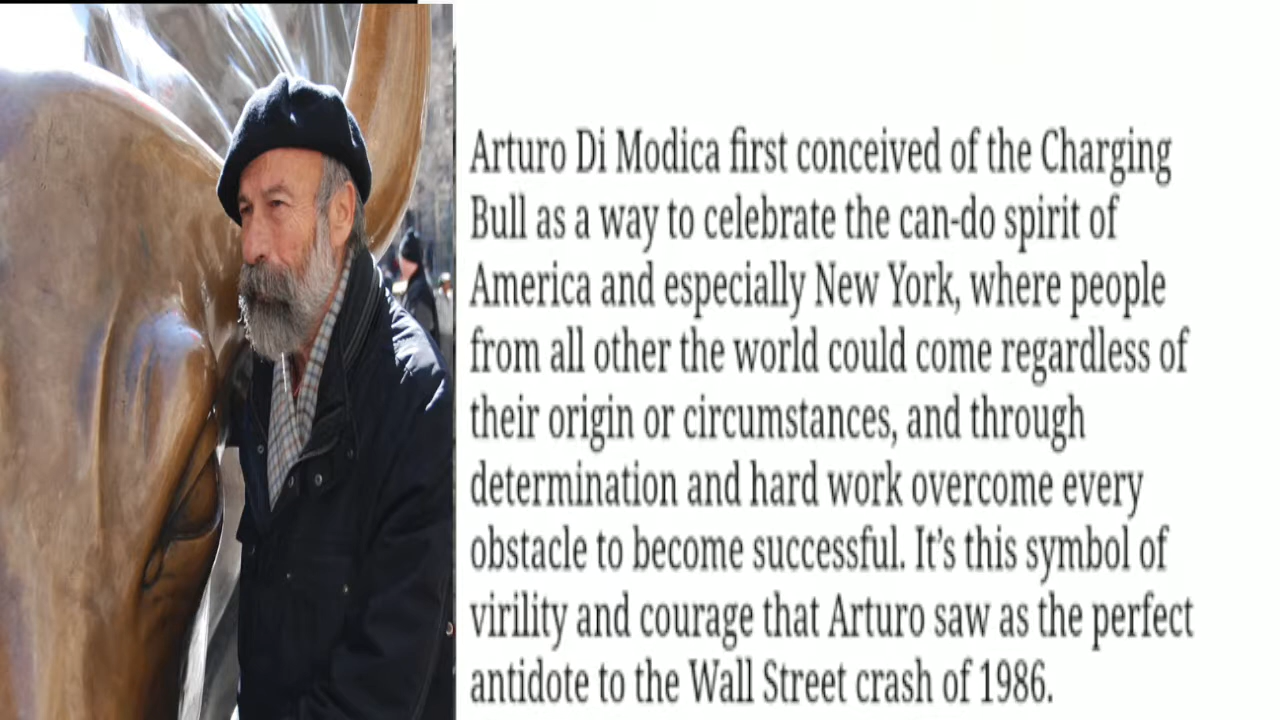 Arturo Di Modica first conceived of the Charging
Bull as a way to celebrate the can-do spirit of
America and especially New York, where people
from all other the world could come regardless of
their origin or circumstances, and through
determination and hard work overcome every
obstacle to become successful. It’s this symbol of
virility and courage that Arturo saw as the perfect
antidote to the Wall Street crash of 1986.